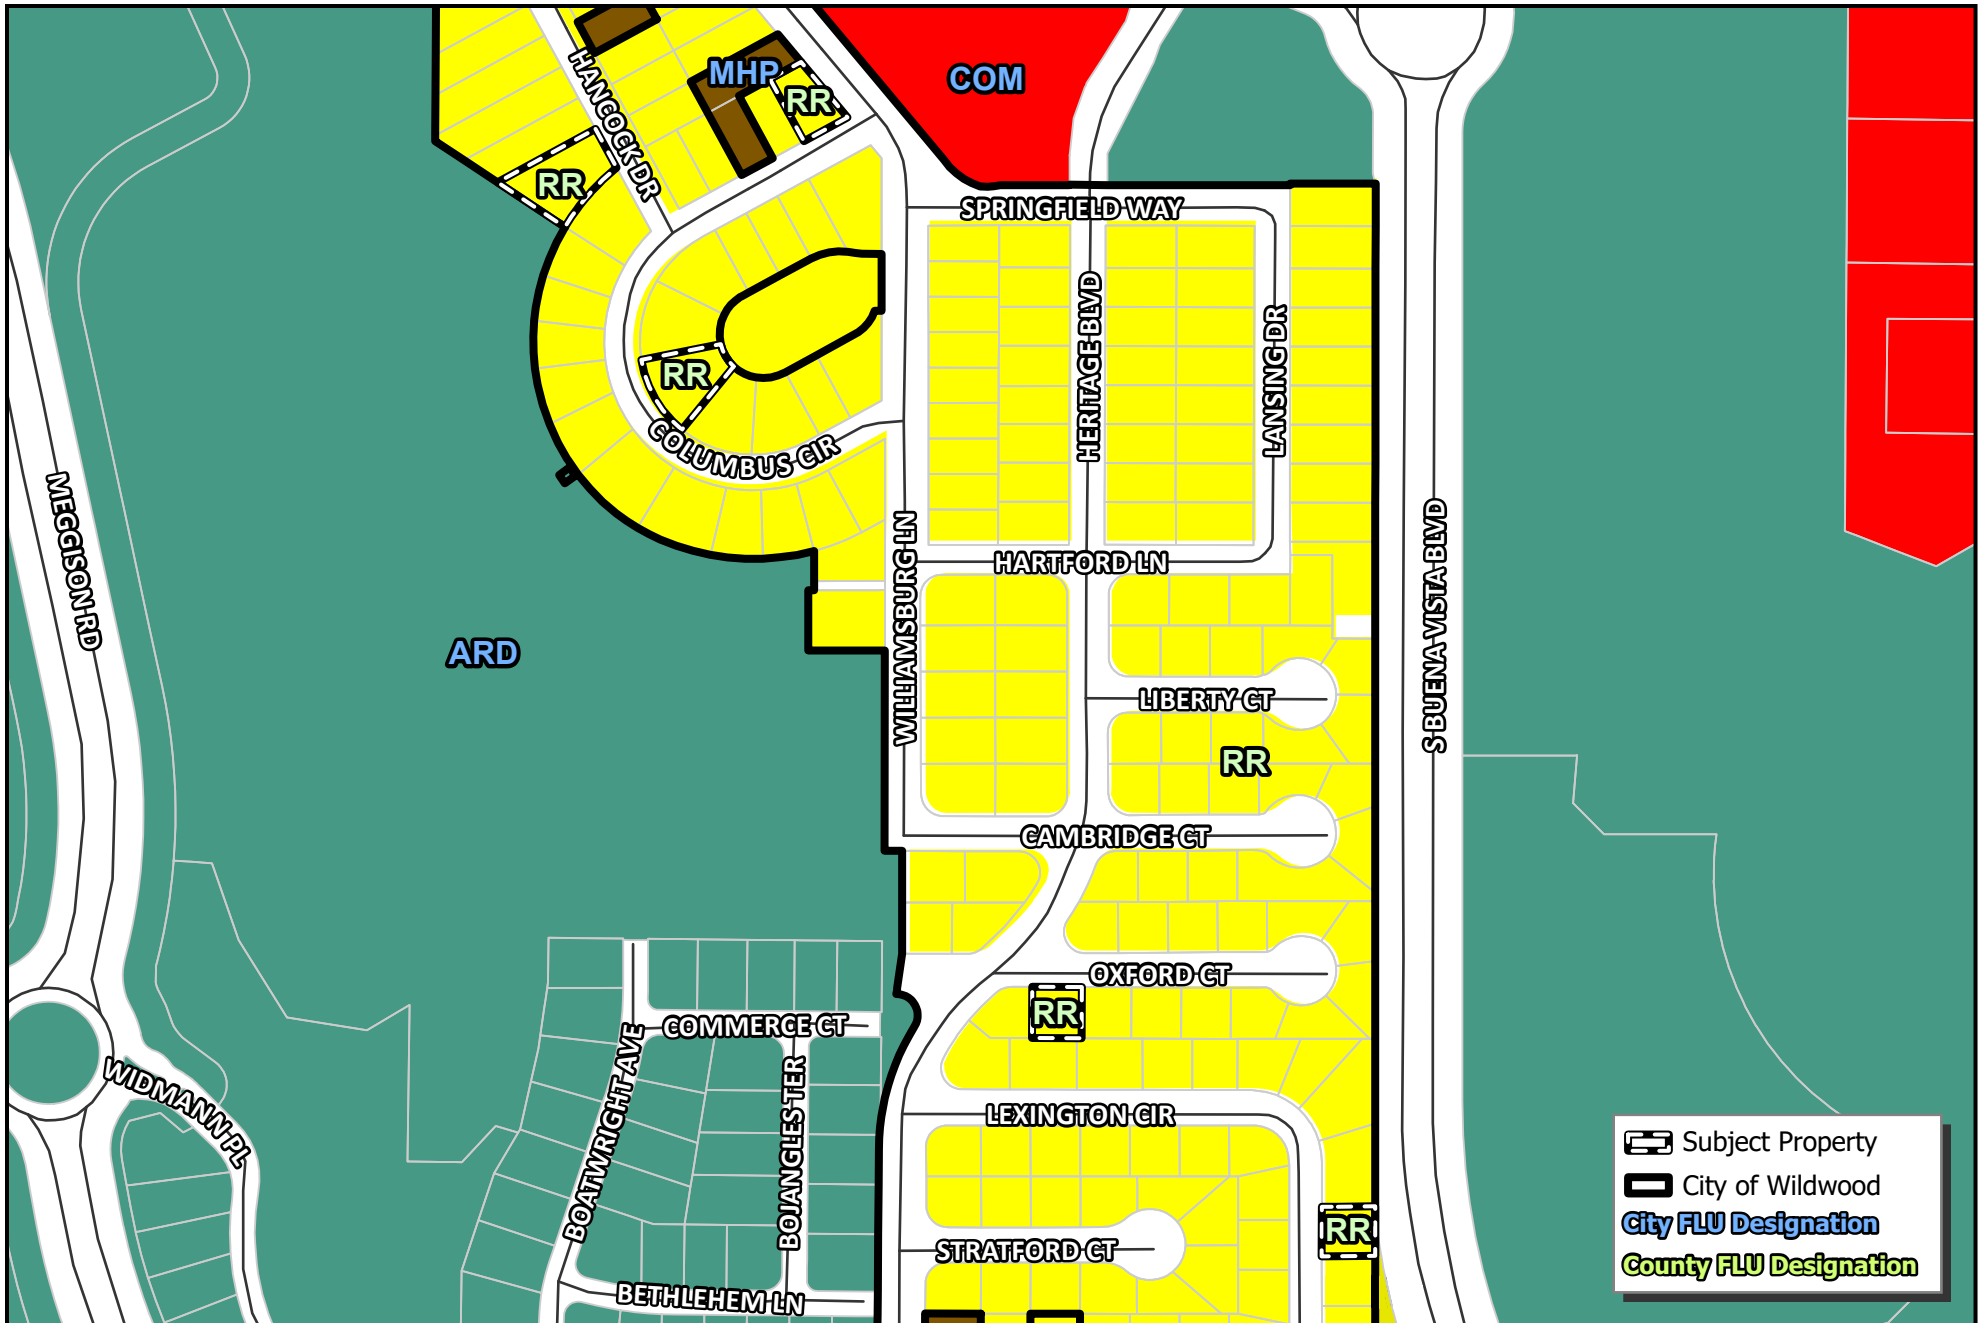 HANCOCK DR
MHP
RR
COM
RR
SPRINGFIELD WAY
HERITAGE BLVD
LANSING DR
RR
COLUMBUS CIR
MEGGISON RD
WILLIAMSBURG LN
HARTFORD LN
S BUENA VISTA BLVD
ARD
LIBERTY CT
RR
CAMBRIDGE CT
OXFORD CT
RR
COMMERCE CT
BOATWRIGHT AVE
BOJANGLES TER
WIDMANN PL
LEXINGTON CIR
RR
STRATFORD CT
BETHLEHEM LN
Subject Property
City of Wildwood
City FLU Designation
County FLU Designation